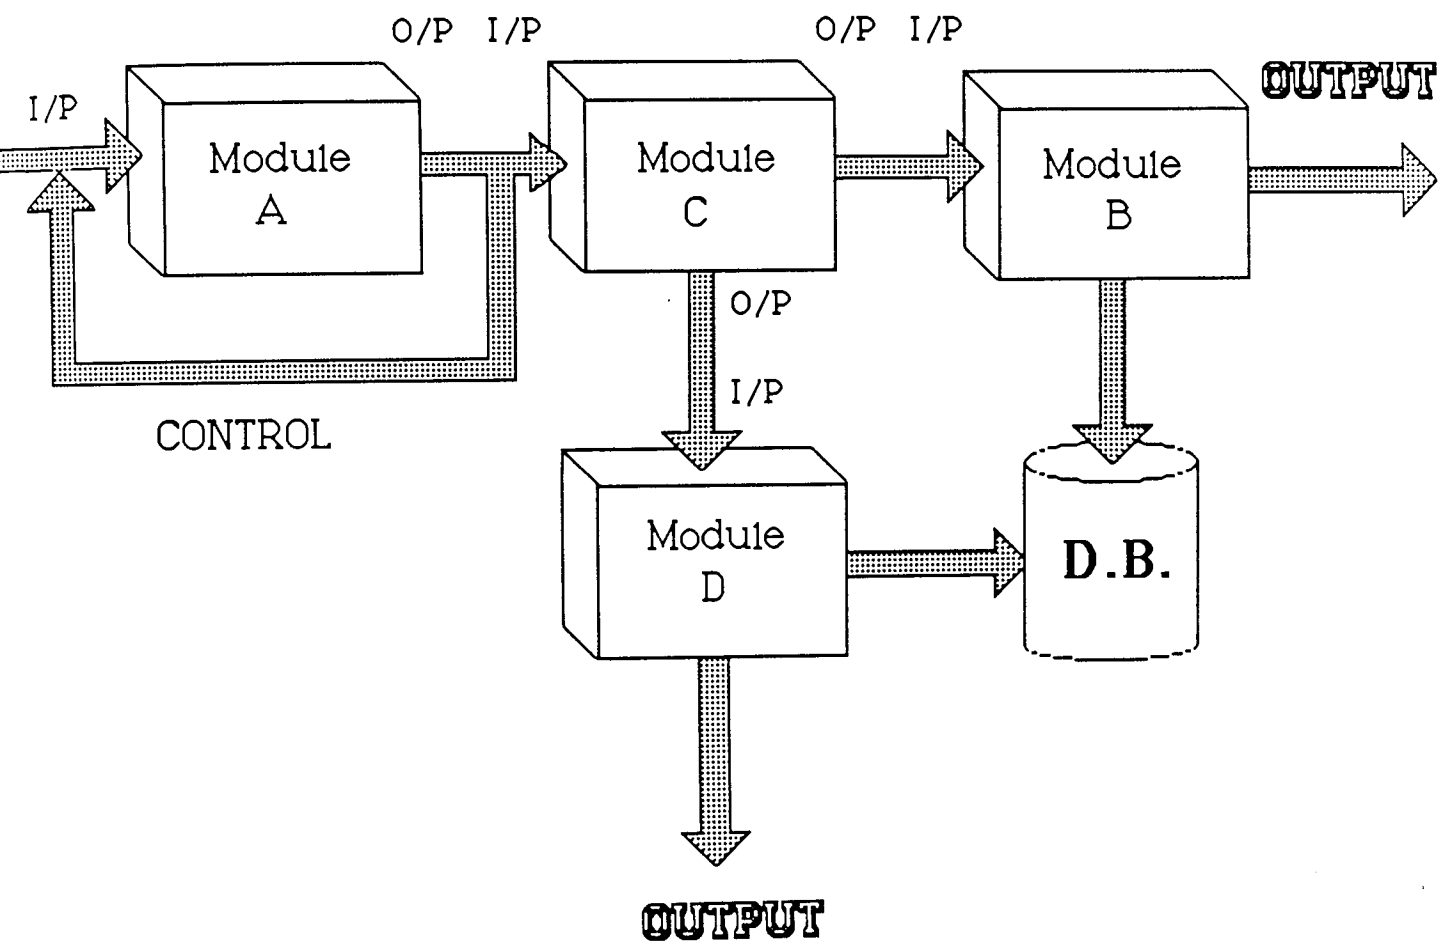 O/P I/P
O/P I/P
OUTPUT
I/P
Module
A
Module
C
Module
B
O/P
I/P
CONTROL
Module
D
D.B.
OUTPUT